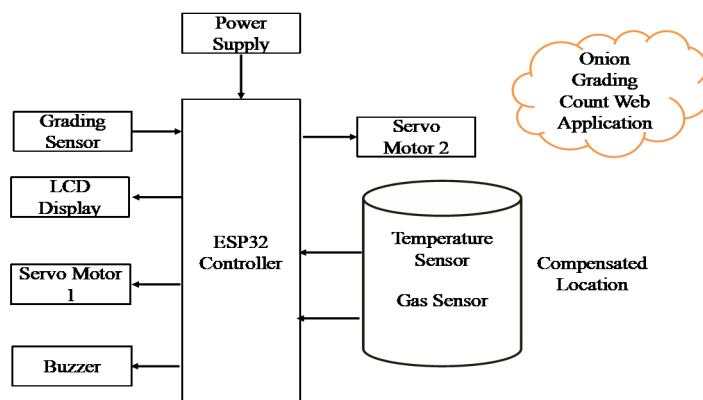 Power
Supply
Onion
Grading
Count Web
Application
Grading
Sensor
Servo
Motor 2
LCD
Display
ESP32
Controller
Temperature
Sensor
Gas Sensor
Compensated
Location
Servo Motor
1
Buzzer